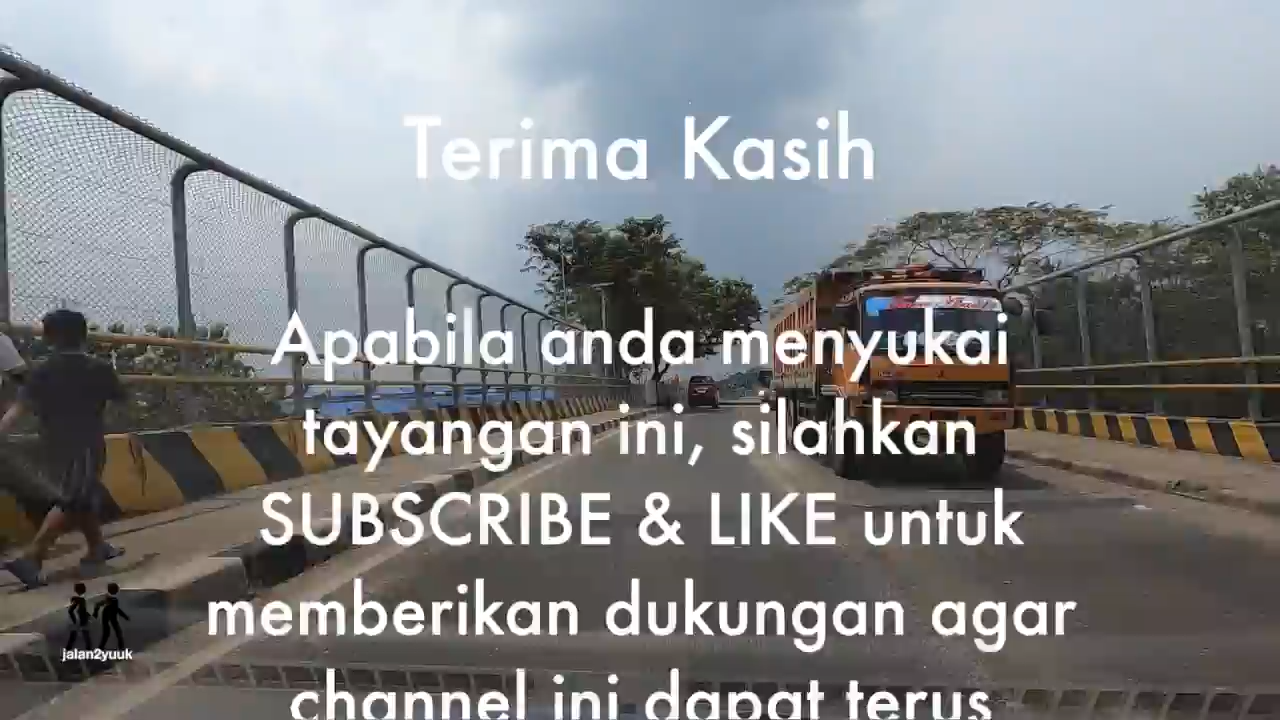 Terima Kasih
Apabila anda menyukai
tayangan ini, silahkan
SUBSCRIBE & LIKE untuk
memberikan dukungan agar
channel ini dapat terus
jalan2yuuk